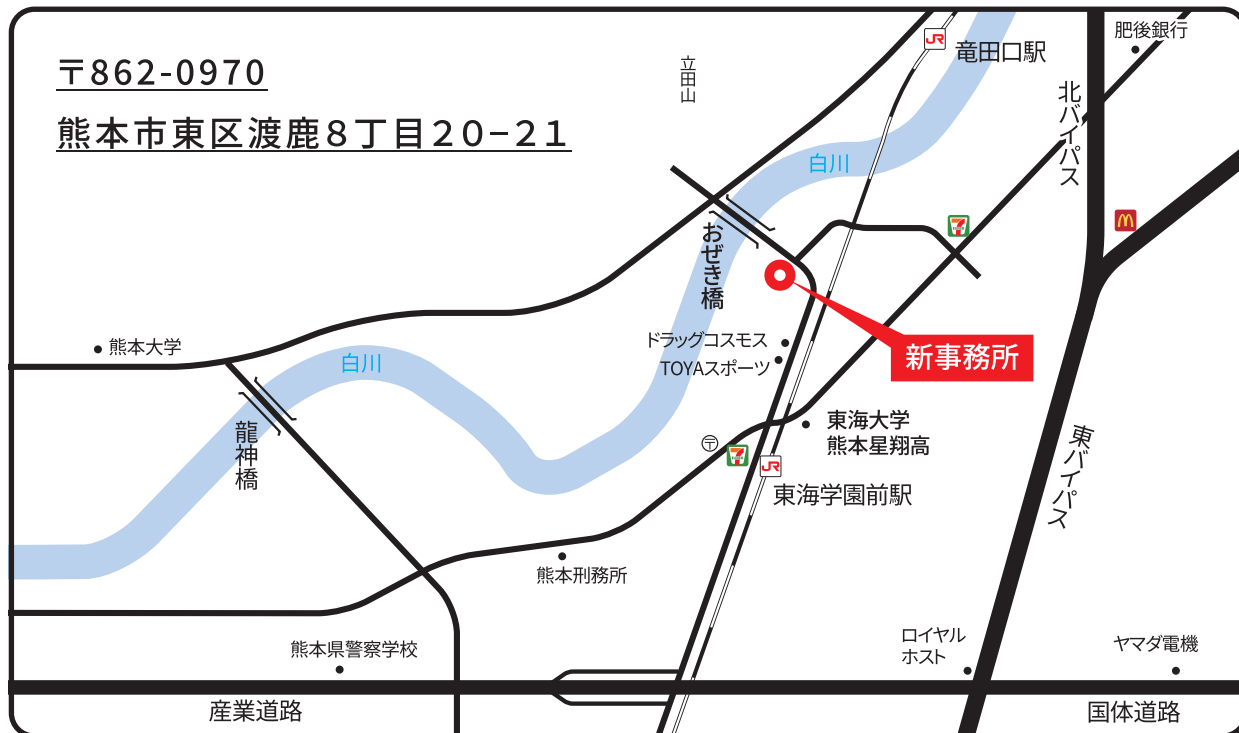 〒862-0970
熊本市東区渡鹿８丁目２０−２１
立田山
JR
竜田口駅
肥後銀行
北バイパス
白川
7
おぜき橋
ドラッグコスモス
TOYAスポーツ
新事務所
熊本大学
白川
龍神橋
東海大学
熊本星翔高
〒
7
JR
東海学園前駅
東バイパス
熊本刑務所
熊本県警察学校
ロイヤル
ホスト
ヤマダ電機
産業道路
国体道路